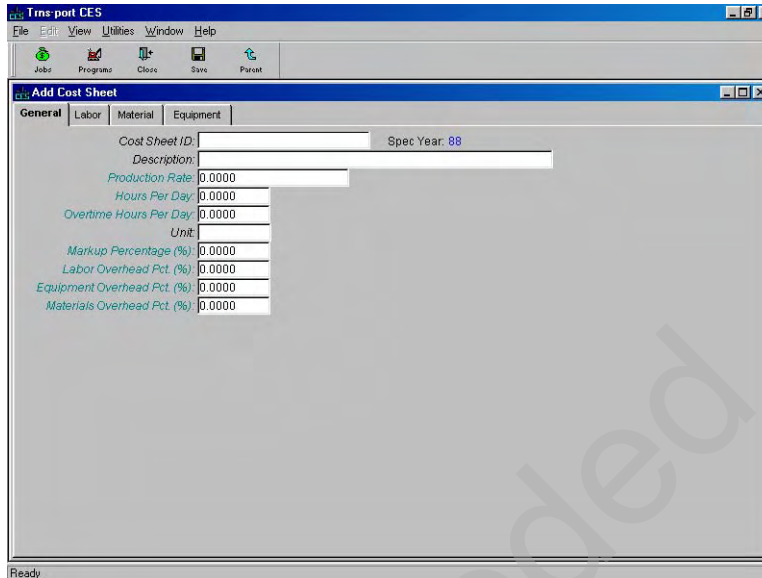 Trns·port CES
File Edit View Utilities Window Help
Jobs Programs Close Save Parent
Add Cost Sheet
General Labor Material Equipment
Cost Sheet ID: Spec Year: 88
Description:
Production Rate: 0.0000
Hours Per Day: 0.0000
Overtime Hours Per Day: 0.0000
Unit:
Markup Percentage (%): 0.0000
Labor Overhead Pct. (%): 0.0000
Equipment Overhead Pct. (%): 0.0000
Materials Overhead Pct. (%): 0.0000
Ready